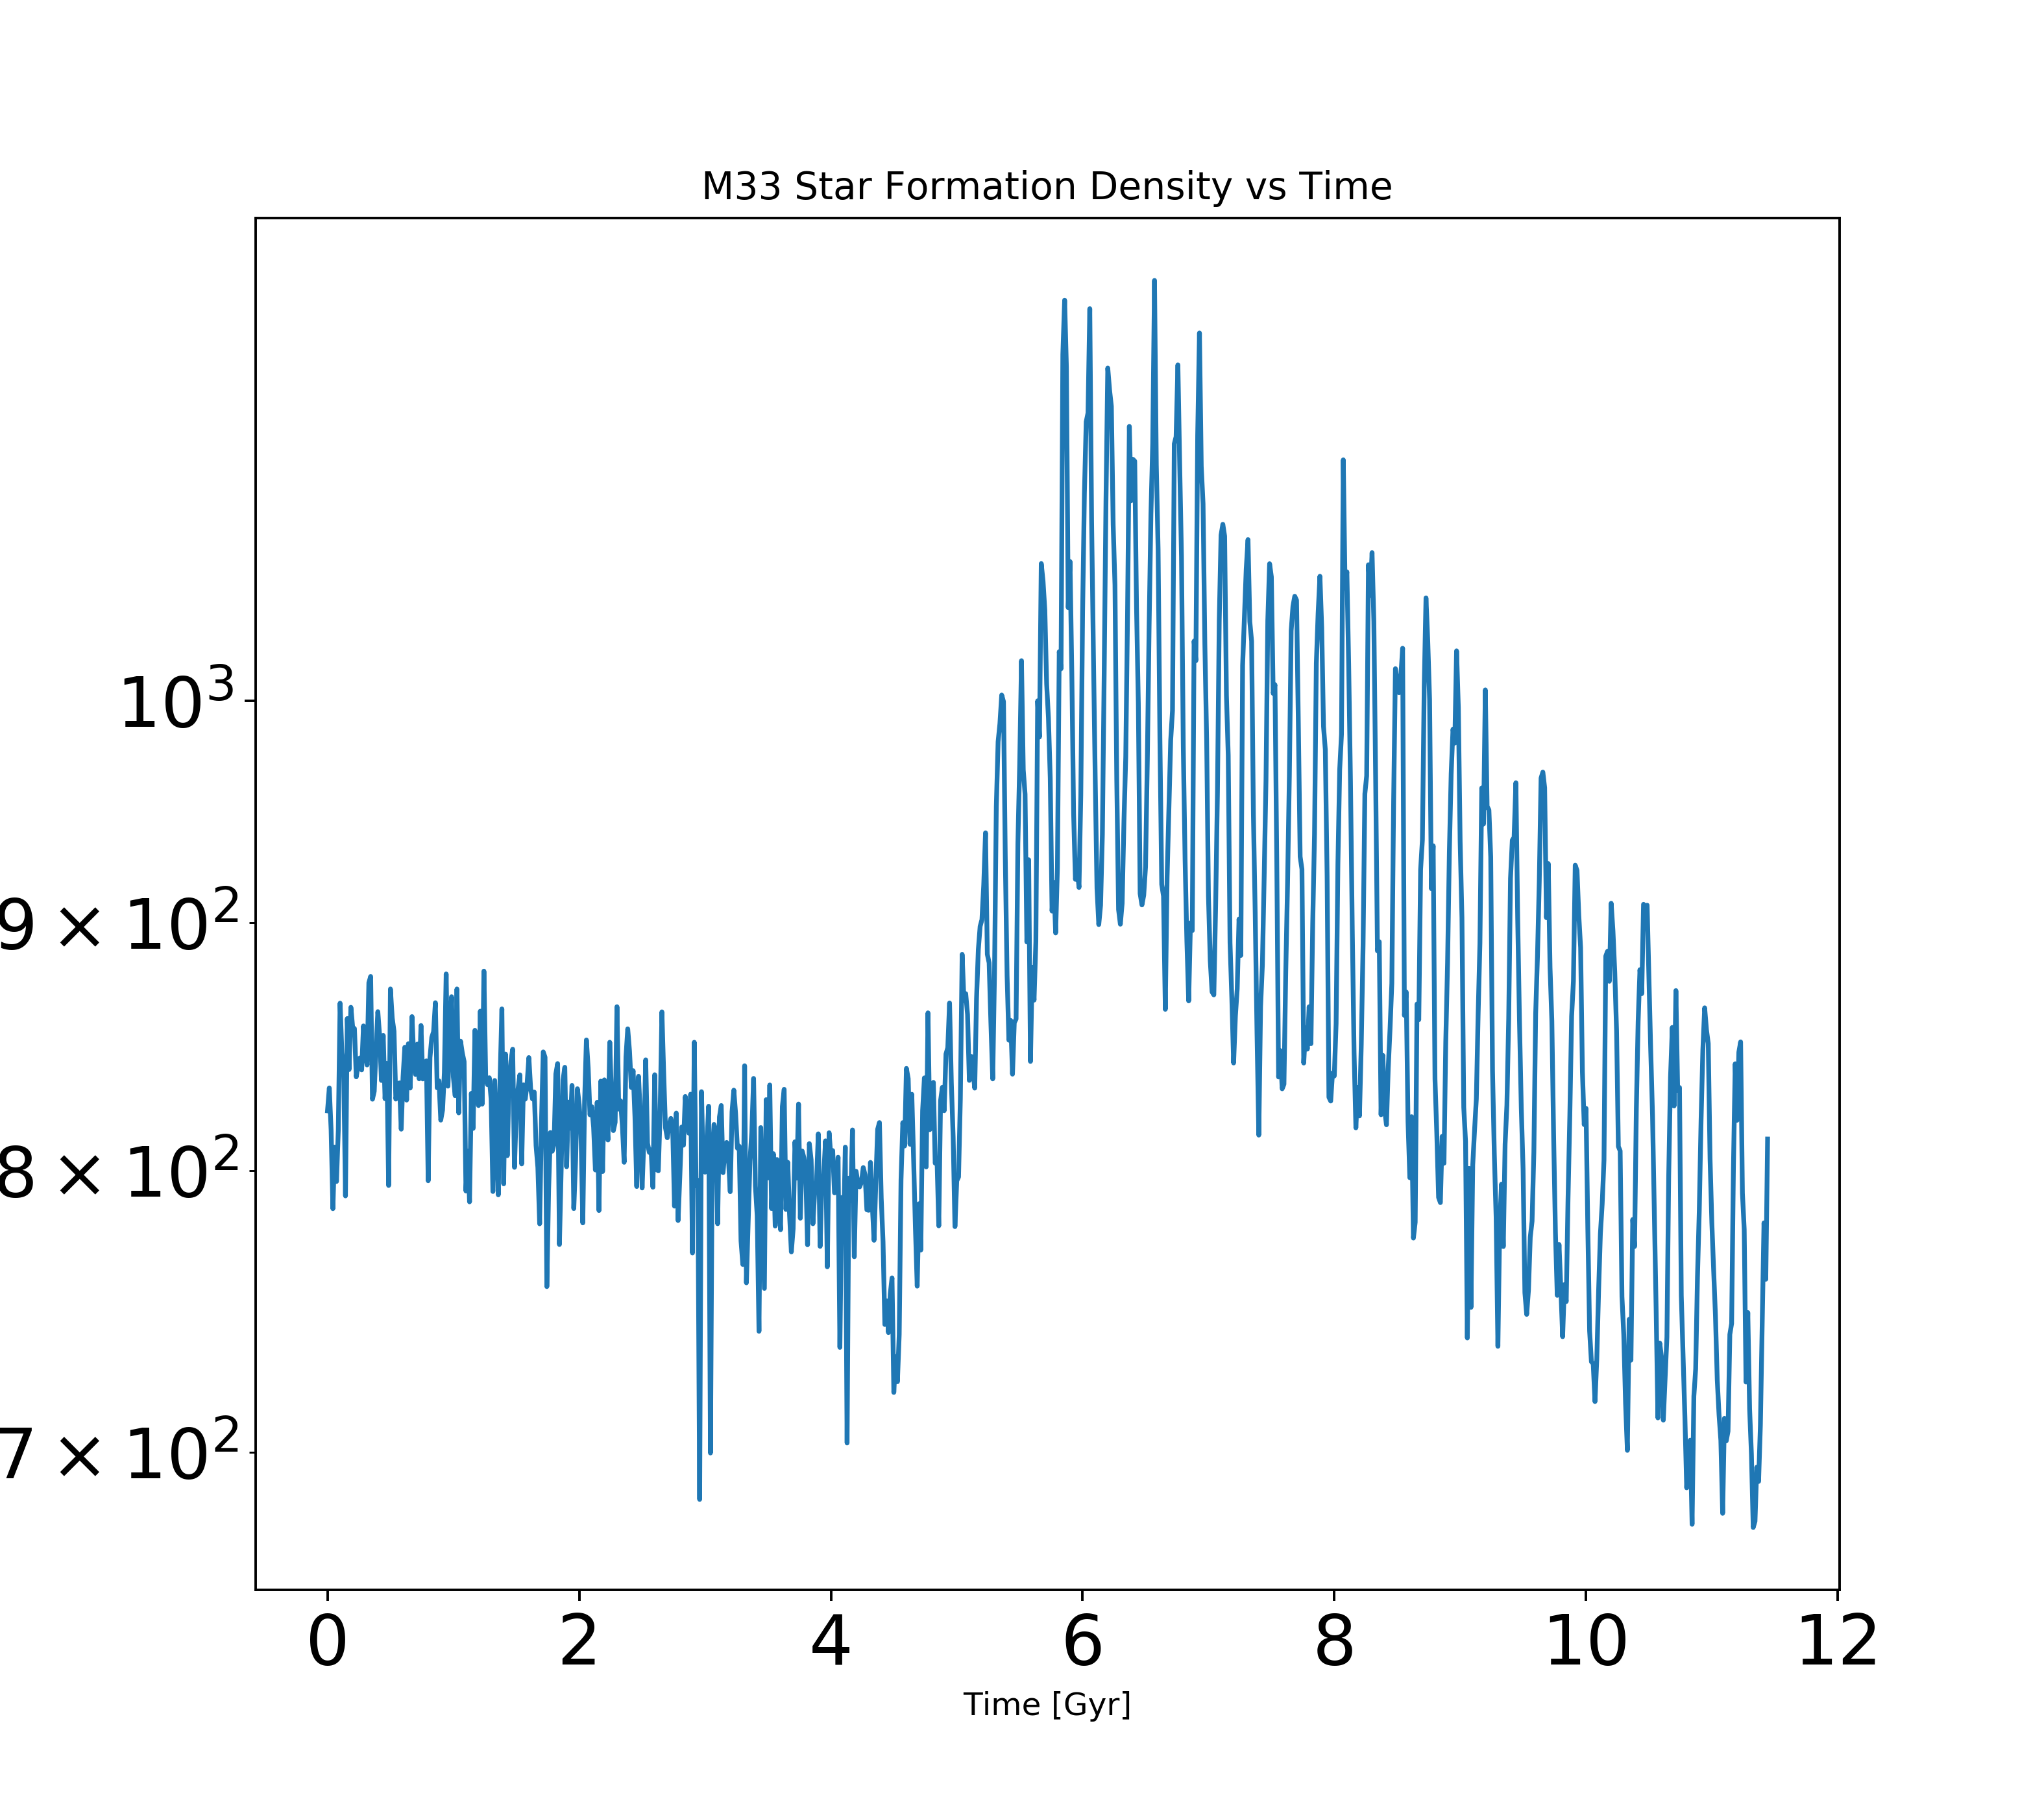 M33 Star Formation Density vs Time
10³
9 × 10²
8 × 10²
7 × 10²
0 2 4 6 8 10 12
Time [Gyr]